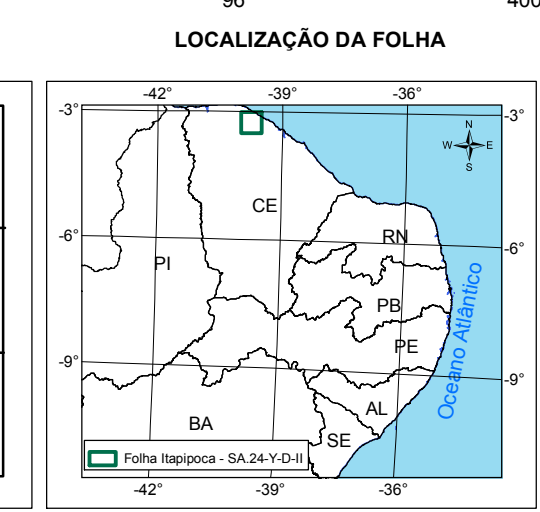 96
400
LOCALIZAÇÃO DA FOLHA
-42° -39° -36°
-3° -3°
N
W E
S
CE
RN
-6° -6°
PI
PB
PE
Oceano Atlântico
-9° -9°
AL
BA
SE
Folha Itapipoca - SA.24-Y-D-II
-42° -39° -36°